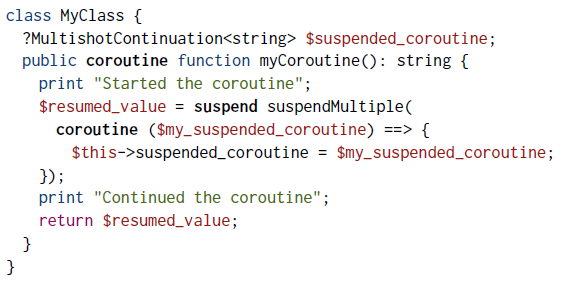 class MyClass {
  ?MultishotContinuation<string> $suspended_coroutine;
  public coroutine function myCoroutine(): string {
    print "Started the coroutine";
    $resumed_value = suspend suspendMultiple(
      coroutine ($my_suspended_coroutine) ==> {
        $this->suspended_coroutine = $my_suspended_coroutine;
    });
    print "Continued the coroutine";
    return $resumed_value;
  }
}